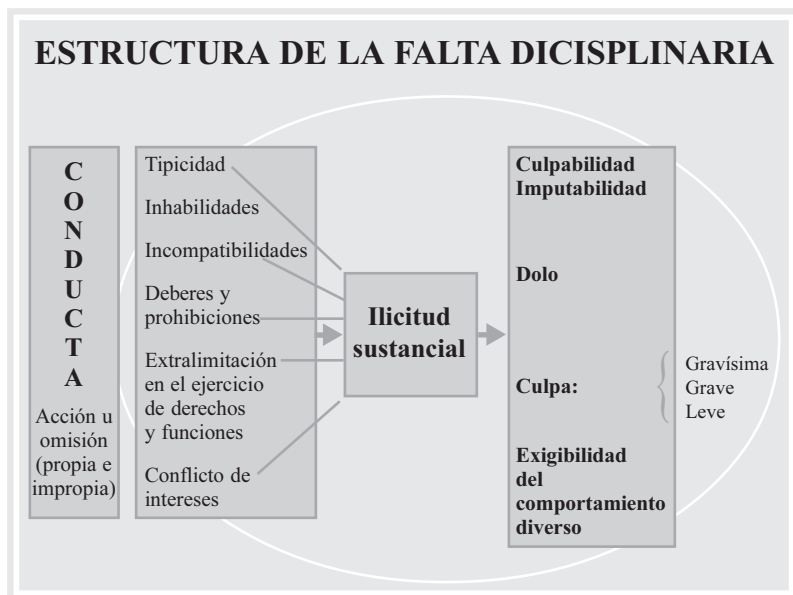 ESTRUCTURA DE LA FALTA DICISPLINARIA
C
O
N
D
U
C
T
A
Acción u
omisión
(propia e
impropia)
Tipicidad
Inhabilidades
Incompatibilidades
Deberes y
prohibiciones
Extralimitación
en el ejercicio
de derechos
y funciones
Conflicto de
intereses
Ilicitud
sustancial
Culpabilidad
Imputabilidad
Dolo
Culpa:
Gravísima
Grave
Leve
Exigibilidad
del
comportamiento
diverso